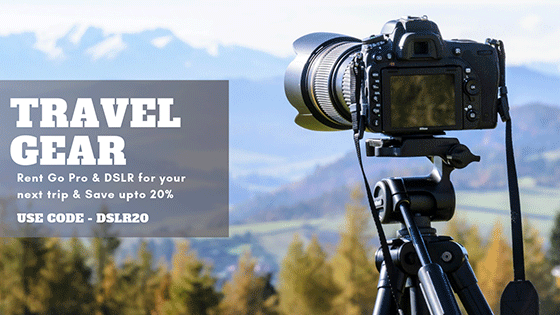 TRAVEL
GEAR
Rent Go Pro & DSLR for your
next trip & Save upto 20%
USE CODE - DSLR20